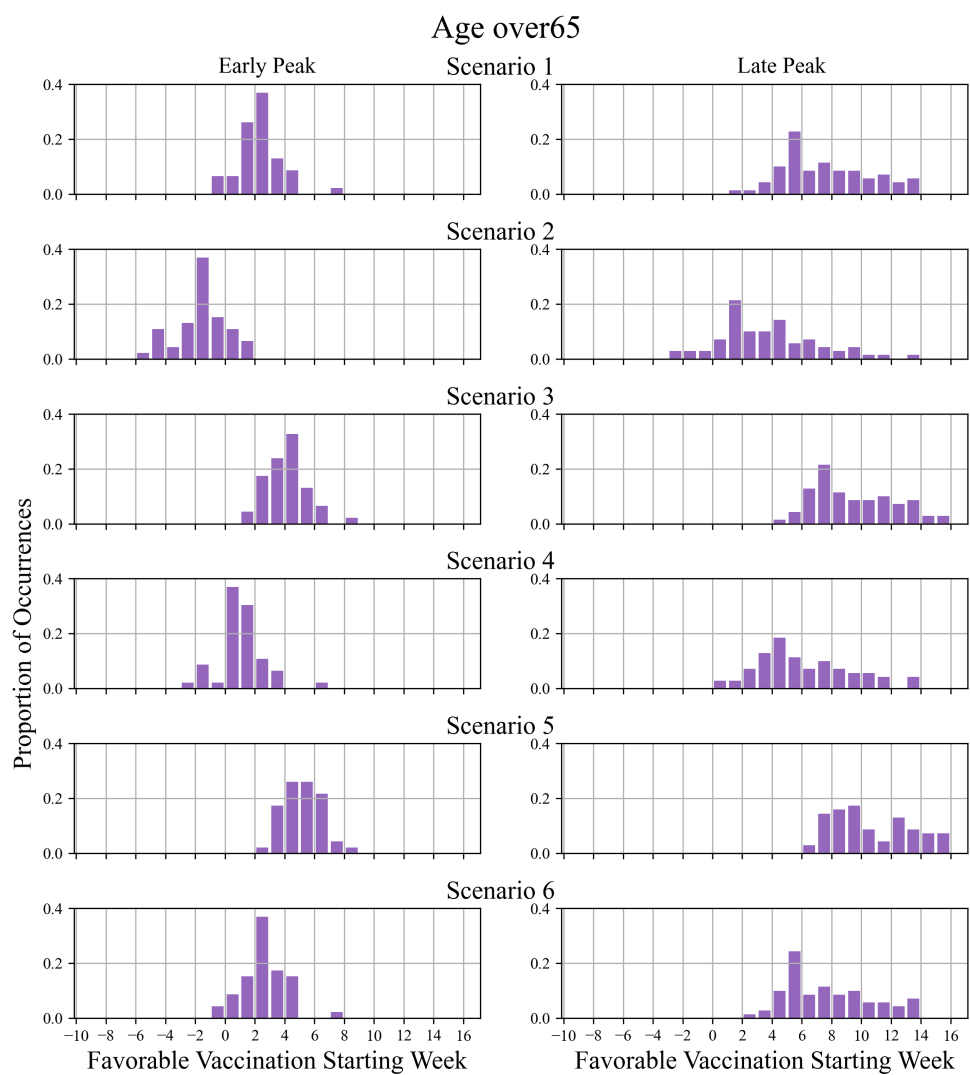 Age over65
Early Peak
Scenario 1
Late Peak
0.4
0.2
0.0
0.4
0.2
0.0
Scenario 2
0.4
0.2
0.0
0.4
0.2
0.0
Scenario 3
0.4
0.2
0.0
0.4
0.2
0.0
Scenario 4
0.4
0.2
0.0
0.4
0.2
0.0
Scenario 5
0.4
0.2
0.0
0.4
0.2
0.0
Scenario 6
0.4
0.2
0.0
0.4
0.2
0.0
Proportion of Occurrences
−10 −8 −6 −4 −2 0 2 4 6 8 10 12 14 16
−10 −8 −6 −4 −2 0 2 4 6 8 10 12 14 16
Favorable Vaccination Starting Week
Favorable Vaccination Starting Week